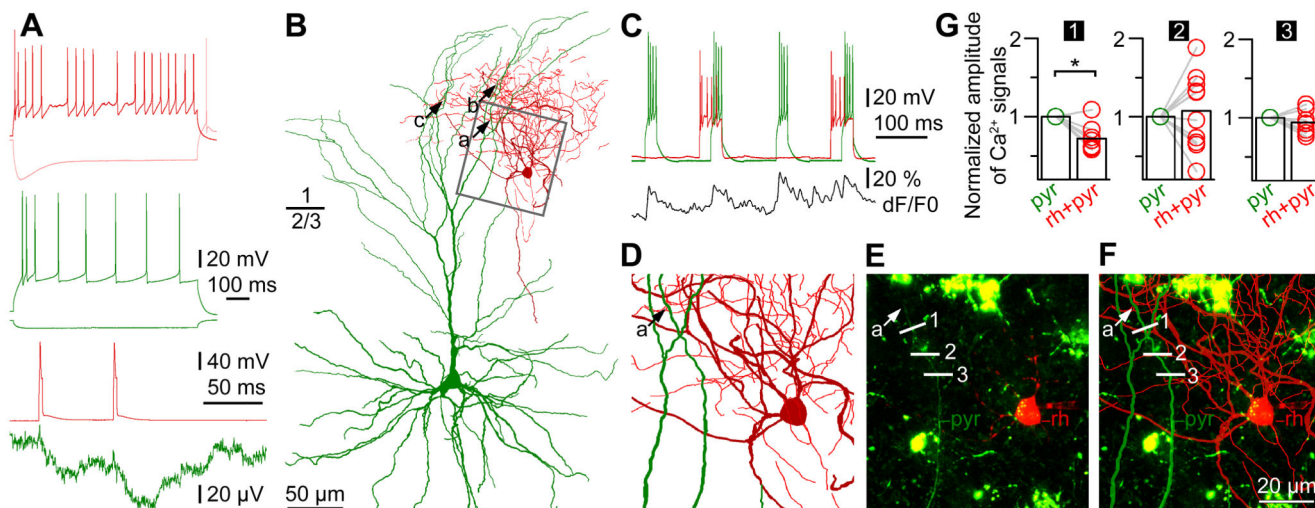 A
20 mV
100 ms
40 mV
50 ms
20 µV
B
c
b
a
1
2/3
50 µm
C
20 mV
100 ms
20 %
dF/F0
D
a
E
a
1
2
3
pyr
rh
F
a
1
2
3
pyr
rh
20 µm
G
Normalized amplitude
of Ca2+ signals
1
2
1
*
pyr
rh+pyr
2
2
1
pyr
rh+pyr
3
2
1
pyr
rh+pyr